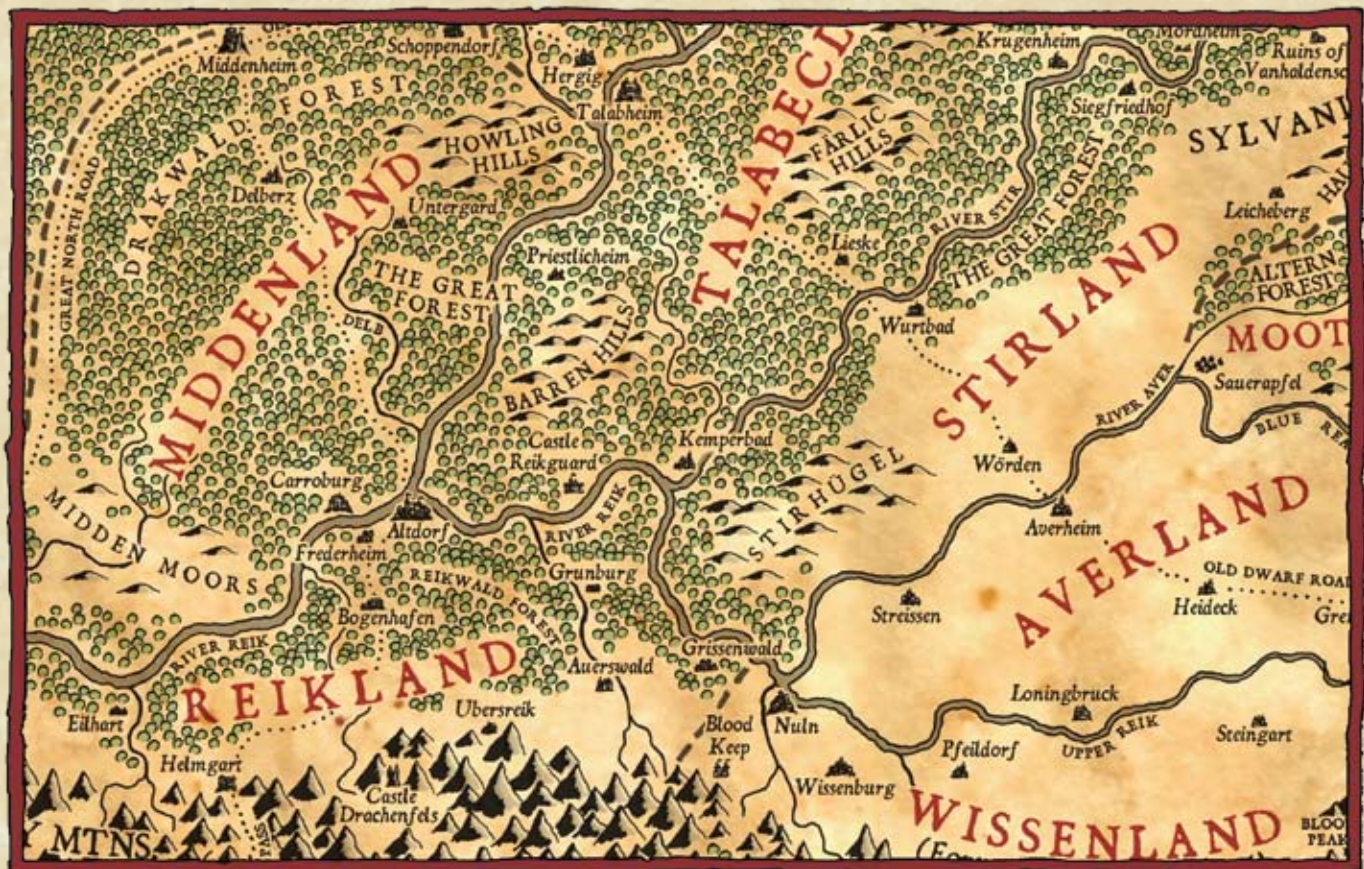 Schoppendorf
Middenheim
Hergig
Talabheim
Krugenheim
Mordheim
Ruins of
Siegfriedhof
SYLVANI
DRAKWALD FOREST
GREAT NORTH ROAD
HOWLING
HILLS
TALABECL
FARLIC
HILLS
Delberz
MIDDENLAND
Untergard
Priestlicheim
Lieske
RIVER STIR
THE GREAT FOREST
Leicheberg
THE GREAT
FOREST
DELB
ALTERN
FOREST
Wurtbad
STIRLAND
MOOT
Sauerapfel
BARREN HILLS
RIVER AVER
Castle
Reikguard
Kemperbad
Wörden
BLUE
Carroburg
Altdorf
RIVER REIK
STIRHÜGEL
Averheim
MIDDEN MOORS
Frederheim
Grunburg
AVERLAND
REIKWALD FOREST
OLD DWARF ROAD
Heideck
Bogenhafen
Streissen
RIVER REIK
REIKLAND
Auerswald
Grissenwald
Eilhart
Ubersreik
Blood
Keep
Nuln
Loningbruck
UPPER REIK
Steingart
Helmgart
Pfeildorf
Castle
Drachenfels
Wissenburg
WISSENLAND
MTNS.
PASS
BLOO
PEAK